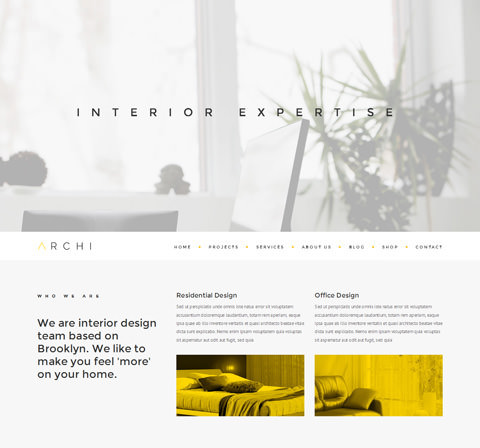 INTERIOR EXPERTISE
ARCHI
HOME PROJECTS SERVICES ABOUT US BLOG SHOP CONTACT
WHO WE ARE
We are interior design
team based on
Brooklyn. We like to
make you feel 'more'
on your home.
Residential Design
Sed ut perspiciatis unde omnis iste natus error sit voluptatem
accusantium doloremque laudantium, totam rem aperiam, eaque
ipsa quae ab illo inventore veritatis et quasi architecto beatae vitae
dicta sunt explicabo. Nemo enim ipsam voluptatem quia voluptas
sit aspernatur aut odit aut fugit, sed quia
Office Design
Sed ut perspiciatis unde omnis iste natus error sit voluptatem
accusantium doloremque laudantium, totam rem aperiam, eaque
ipsa quae ab illo inventore veritatis et quasi architecto beatae vitae
dicta sunt explicabo. Nemo enim ipsam voluptatem quia voluptas
sit aspernatur aut odit aut fugit, sed quia